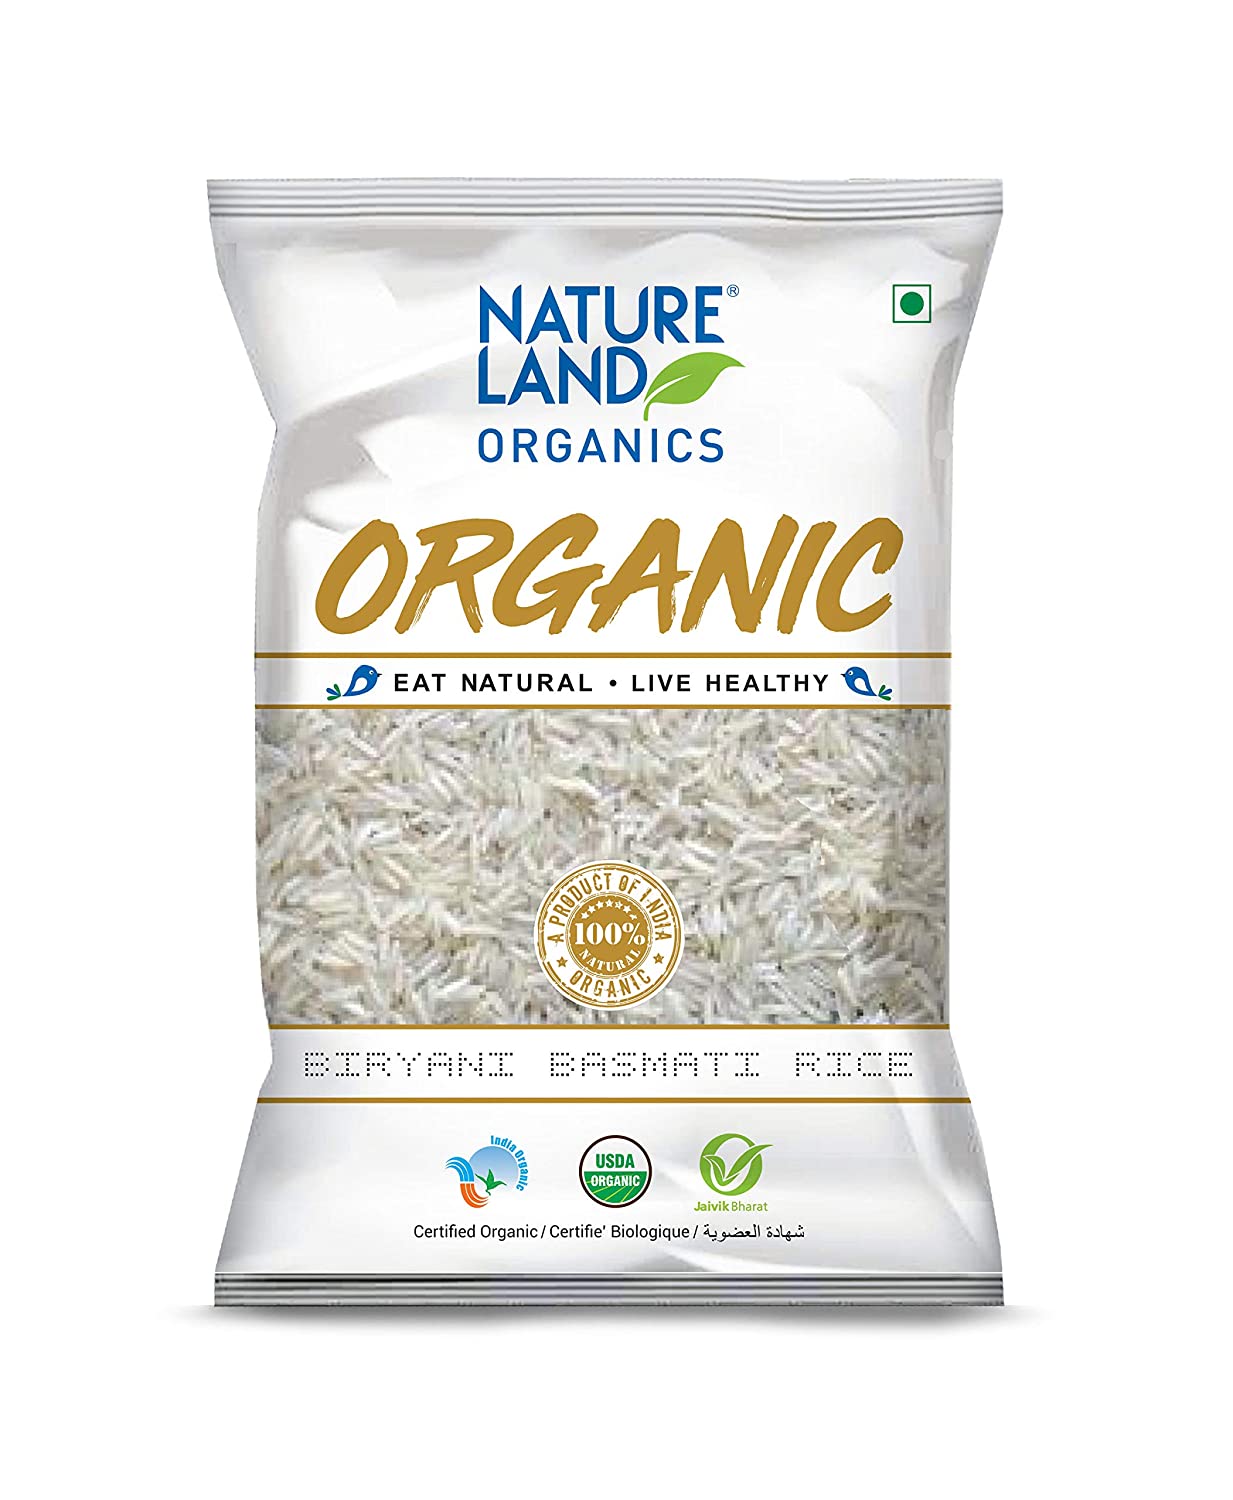 NATURE®
LAND
ORGANICS
ORGANIC
EAT NATURAL • LIVE HEALTHY
A PRODUCT OF INDIA
100%
NATURAL
ORGANIC
BIRYANI BASMATI RICE
India Organic
USDA
ORGANIC
Jaivik Bharat
Certified Organic / Certifie' Biologique / شهادة العضوية